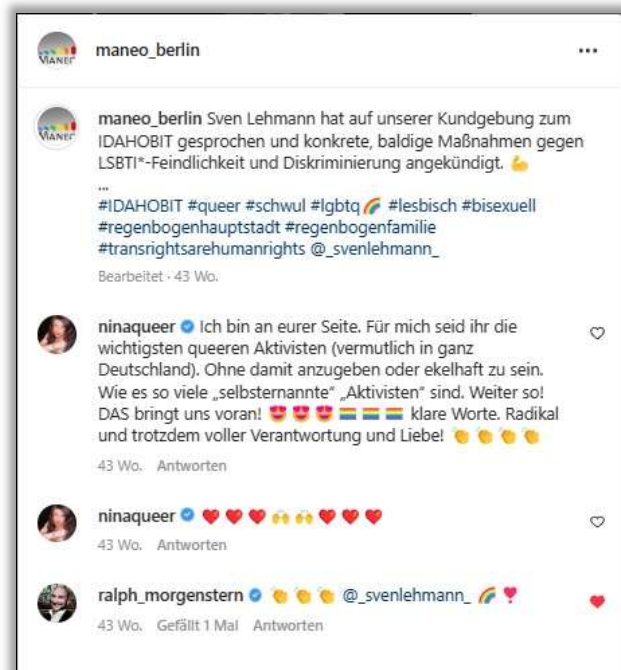 MANEO
maneo_berlin
...
MANEO
maneo_berlin Sven Lehmann hat auf unserer Kundgebung zum
IDAHOBIT gesprochen und konkrete, baldige Maßnahmen gegen
LSBTI*-Feindlichkeit und Diskriminierung angekündigt. 💪
...
#IDAHOBIT #queer #schwul #lgbtq🌈 #lesbisch #bisexuell
#regenbogenhauptstadt #regenbogenfamilie
#transrightsarehumanrights @_svenlehmann_
Bearbeitet · 43 Wo.
ninaqueer Ich bin an eurer Seite. Für mich seid ihr die
wichtigsten queeren Aktivisten (vermutlich in ganz
Deutschland). Ohne damit anzugeben oder ekelhaft zu sein.
Wie es so viele „selbsternannte“ „Aktivisten“ sind. Weiter so!
DAS bringt uns voran! 😍😍😍🏳️‍🌈🏳️‍🌈🏳️‍🌈 klare Worte. Radikal
und trotzdem voller Verantwortung und Liebe! 👏👏👏👏
43 Wo. Antworten
ninaqueer ❤️❤️❤️🙌🙌❤️❤️❤️
43 Wo. Antworten
ralph_morgenstern 👏👏👏 @_svenlehmann_ 🌈❣️
43 Wo. Gefällt 1 Mal Antworten